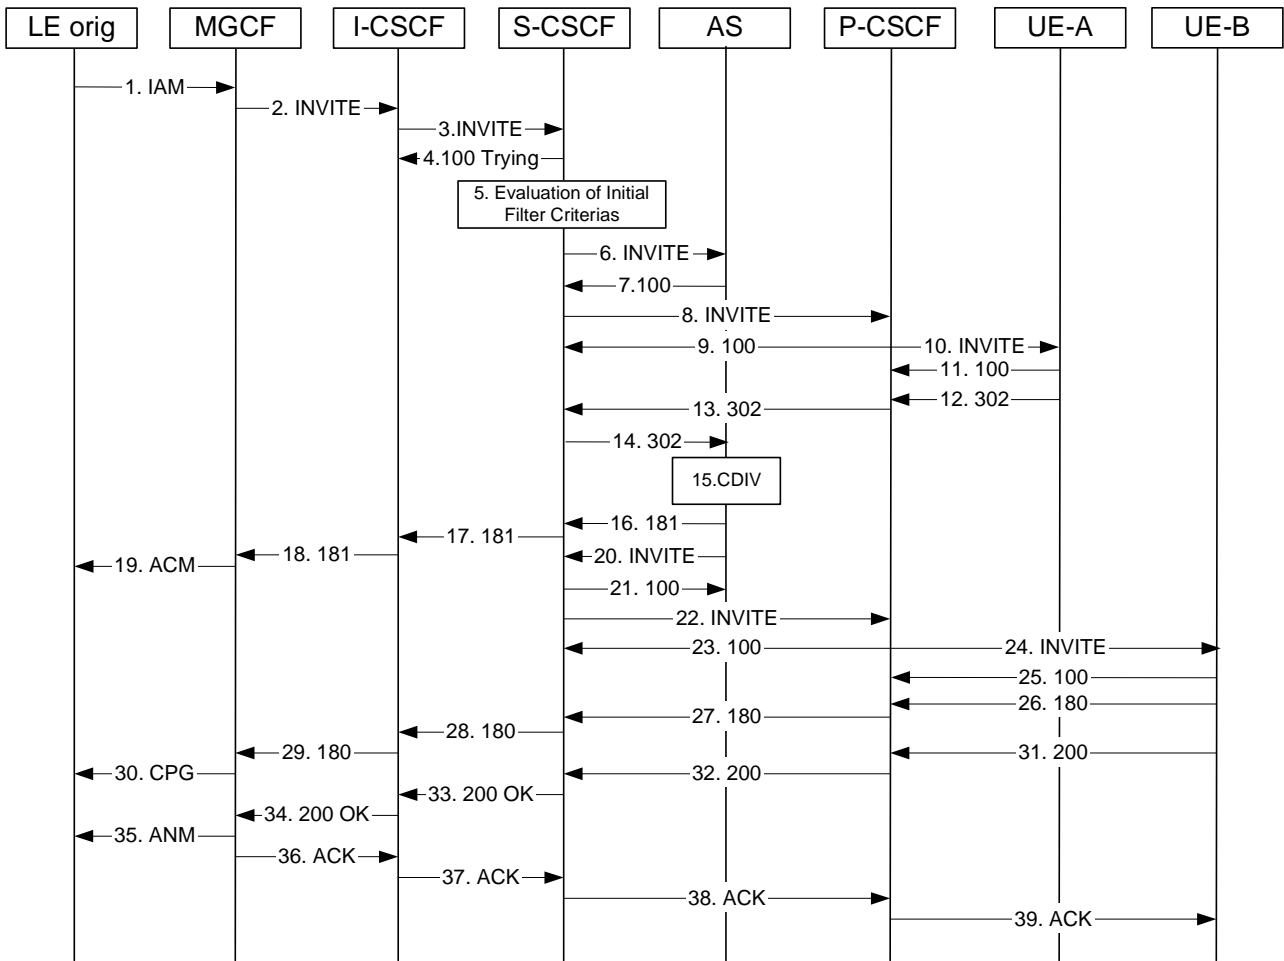 LE orig
MGCF
I-CSCF
S-CSCF
AS
P-CSCF
UE-A
UE-B
1. IAM
2. INVITE
3.INVITE
4.100 Trying
5. Evaluation of Initial
Filter Criterias
6. INVITE
7.100
8. INVITE
9. 100
10. INVITE
11. 100
12. 302
13. 302
14. 302
15.CDIV
16. 181
17. 181
18. 181
19. ACM
20. INVITE
21. 100
22. INVITE
23. 100
24. INVITE
25. 100
26. 180
27. 180
28. 180
29. 180
30. CPG
31. 200
32. 200
33. 200 OK
34. 200 OK
35. ANM
36. ACK
37. ACK
38. ACK
39. ACK